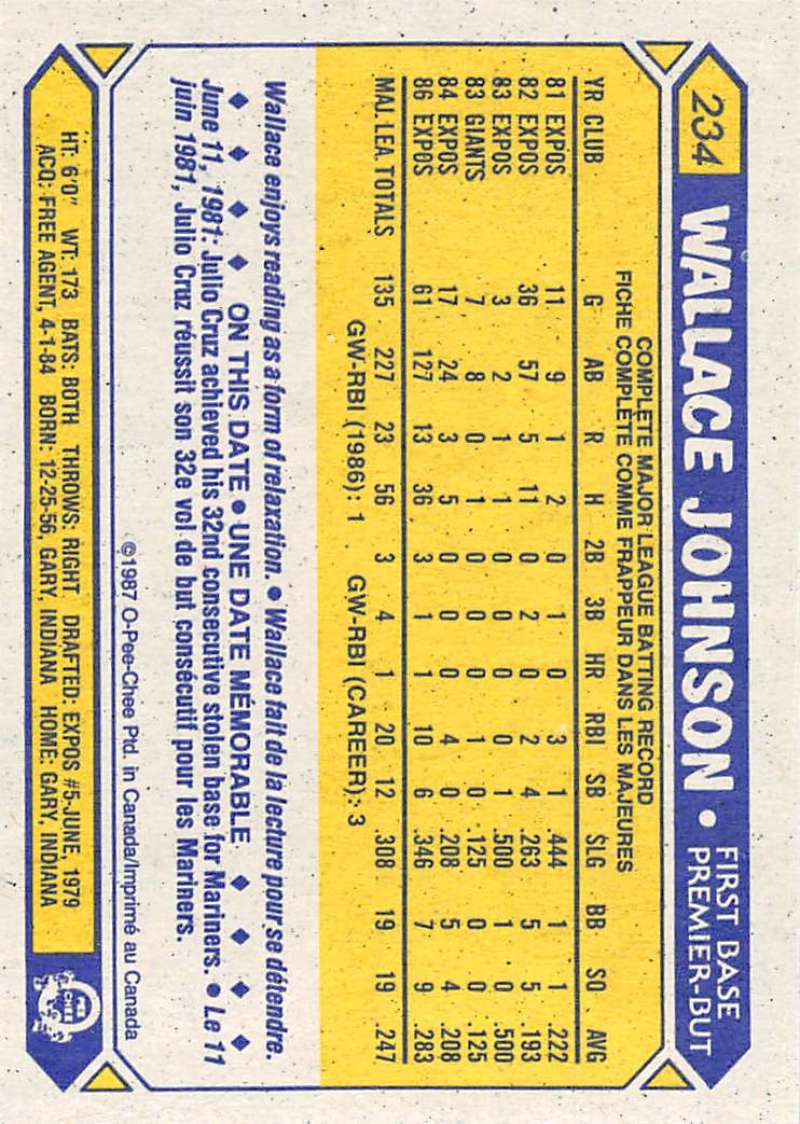 234 WALLACE JOHNSON • FIRST BASE
PREMIER-BUT
COMPLETE MAJOR LEAGUE BATTING RECORD
FICHE COMPLÈTE COMME FRAPPEUR DANS LES MAJEURES
YR CLUB G AB R H 2B 3B HR RBI SB SLG BB SO AVG
81 EXPOS 11 9 1 2 0 1 0 3 1 .444 1 1 .222
82 EXPOS 36 57 5 11 0 2 0 2 4 .263 5 5 .193
83 EXPOS 3 2 1 1 0 0 0 0 1 .500 1 0 .500
83 GIANTS 7 8 0 1 0 0 0 1 0 .125 0 0 .125
84 EXPOS 17 24 3 5 0 0 0 4 0 .208 5 4 .208
86 EXPOS 61 127 13 36 3 1 1 10 6 .346 7 9 .283
MAJ. LEA. TOTALS 135 227 23 56 3 4 1 20 12 .308 19 19 .247
GW-RBI (1986): 1 GW-RBI (CAREER): 3
Wallace enjoys reading as a form of relaxation. • Wallace fait de la lecture pour se détendre.
◆ ◆ ◆ ◆ ON THIS DATE • UNE DATE MÉMORABLE ◆ ◆ ◆ ◆
June 11, 1981: Julio Cruz achieved his 32nd consecutive stolen base for Mariners. • Le 11
juin 1981, Julio Cruz réussit son 32e vol de but consécutif pour les Mariners.
©1987 O-Pee-Chee Ptd. in Canada/Imprimé au Canada
HT: 6'0" WT: 173 BATS: BOTH THROWS: RIGHT DRAFTED: EXPOS #5-JUNE, 1979
ACQ: FREE AGENT, 4-1-84 BORN: 12-25-56, GARY, INDIANA HOME: GARY, INDIANA